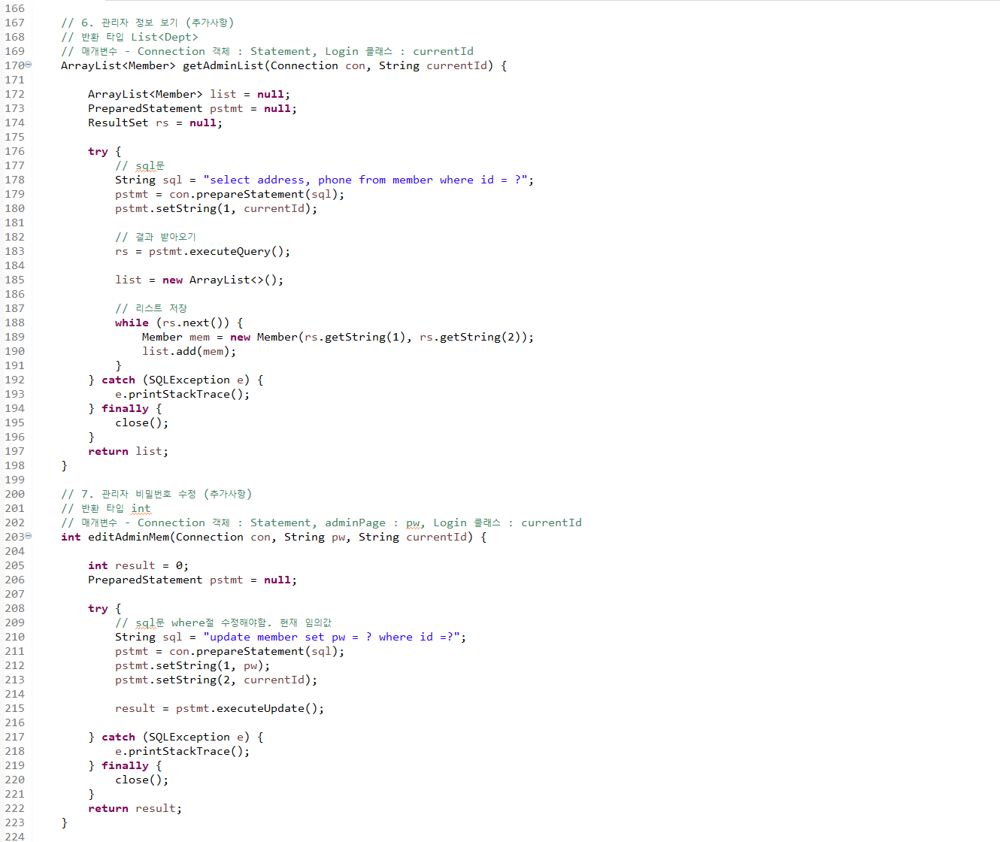 166
167 // 6. 관리자 정보 보기 (추가사항)
168 // 반환 타입 List<Dept>
169 // 매개변수 - Connection 객체 : Statement, Login 클래스 : currentId
170 ArrayList<Member> getAdminList(Connection con, String currentId) {
171
172 ArrayList<Member> list = null;
173 PreparedStatement pstmt = null;
174 ResultSet rs = null;
175
176 try {
177 // sql문
178 String sql = "select address, phone from member where id = ?";
179 pstmt = con.prepareStatement(sql);
180 pstmt.setString(1, currentId);
181
182 // 결과 받아오기
183 rs = pstmt.executeQuery();
184
185 list = new ArrayList<>();
186
187 // 리스트 저장
188 while (rs.next()) {
189 Member mem = new Member(rs.getString(1), rs.getString(2));
190 list.add(mem);
191 }
192 } catch (SQLException e) {
193 e.printStackTrace();
194 } finally {
195 close();
196 }
197 return list;
198 }
199
200 // 7. 관리자 비밀번호 수정 (추가사항)
201 // 반환 타입 int
202 // 매개변수 - Connection 객체 : Statement, adminPage : pw, Login 클래스 : currentId
203 int editAdminMem(Connection con, String pw, String currentId) {
204
205 int result = 0;
206 PreparedStatement pstmt = null;
207
208 try {
209 // sql문 where절 수정해야함. 현재 임의값
210 String sql = "update member set pw = ? where id =?";
211 pstmt = con.prepareStatement(sql);
212 pstmt.setString(1, pw);
213 pstmt.setString(2, currentId);
214
215 result = pstmt.executeUpdate();
216
217 } catch (SQLException e) {
218 e.printStackTrace();
219 } finally {
220 close();
221 }
222 return result;
223 }
224